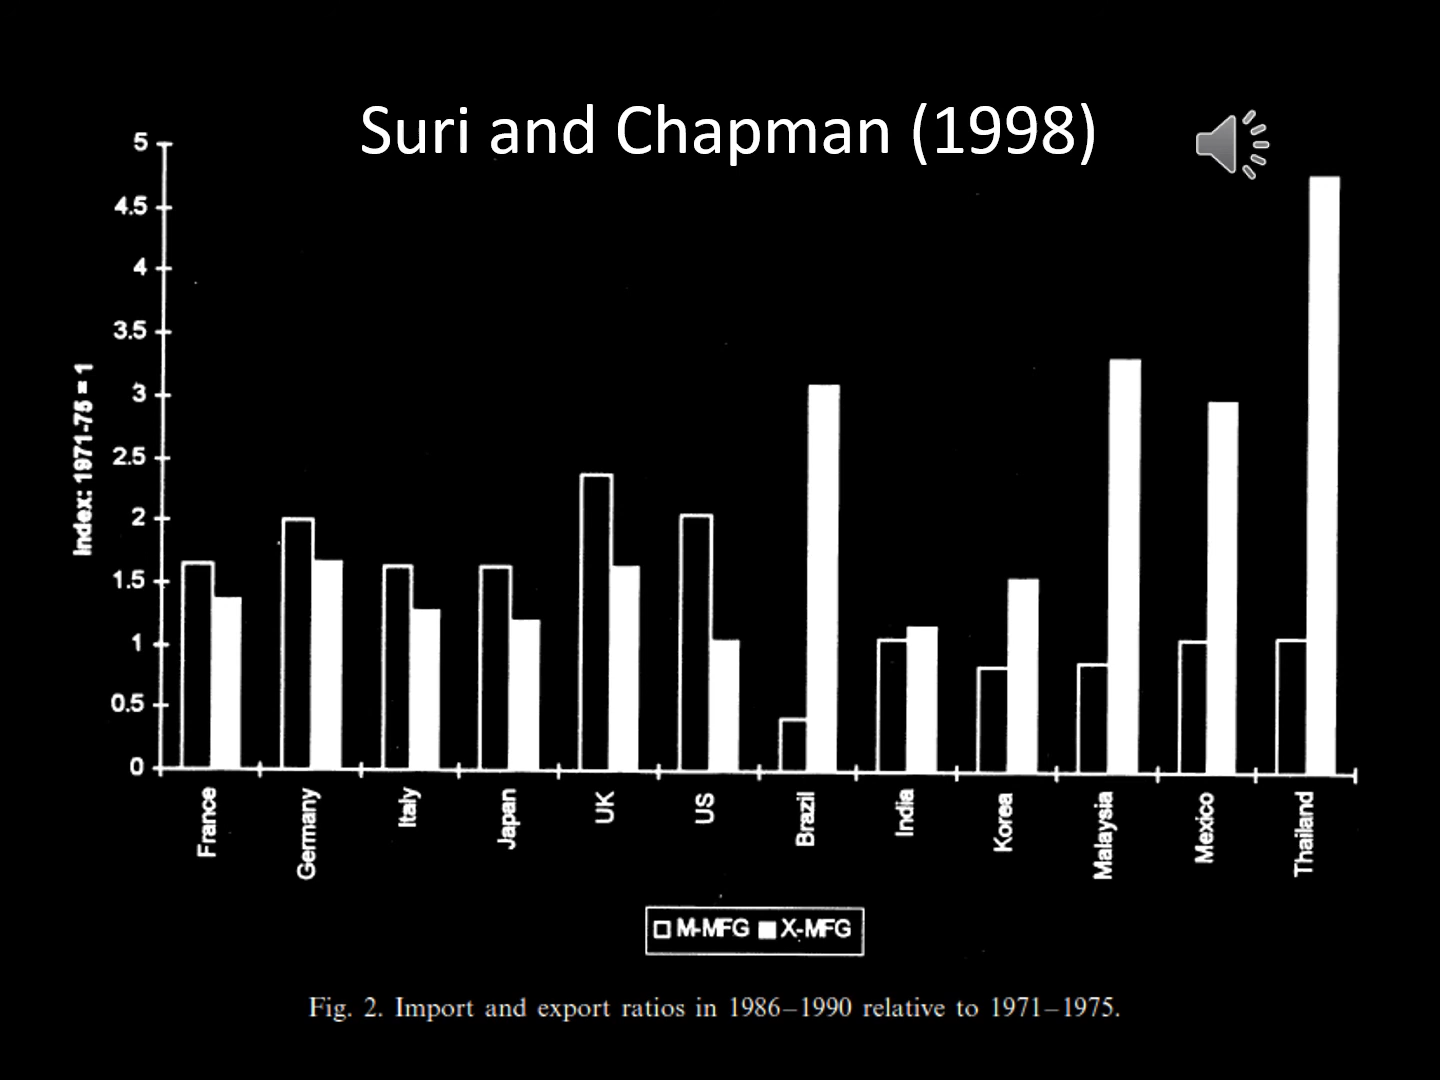 Suri and Chapman (1998)
5
4.5
4
3.5
3
2.5
2
1.5
1
0.5
0
Index: 1971-75 = 1
France
Germany
Italy
Japan
UK
US
Brazil
India
Korea
Malaysia
Mexico
Thailand
M-MFG X-MFG
Fig. 2. Import and export ratios in 1986–1990 relative to 1971–1975.